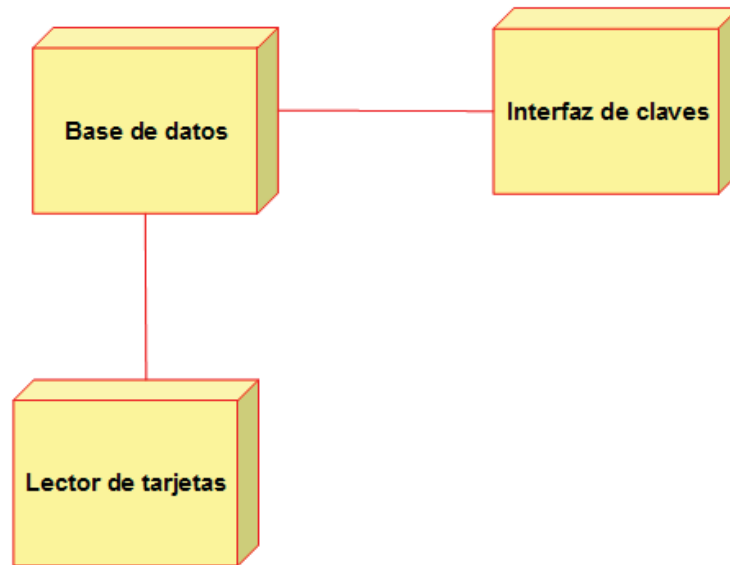 Base de datos
Interfaz de claves
Lector de tarjetas